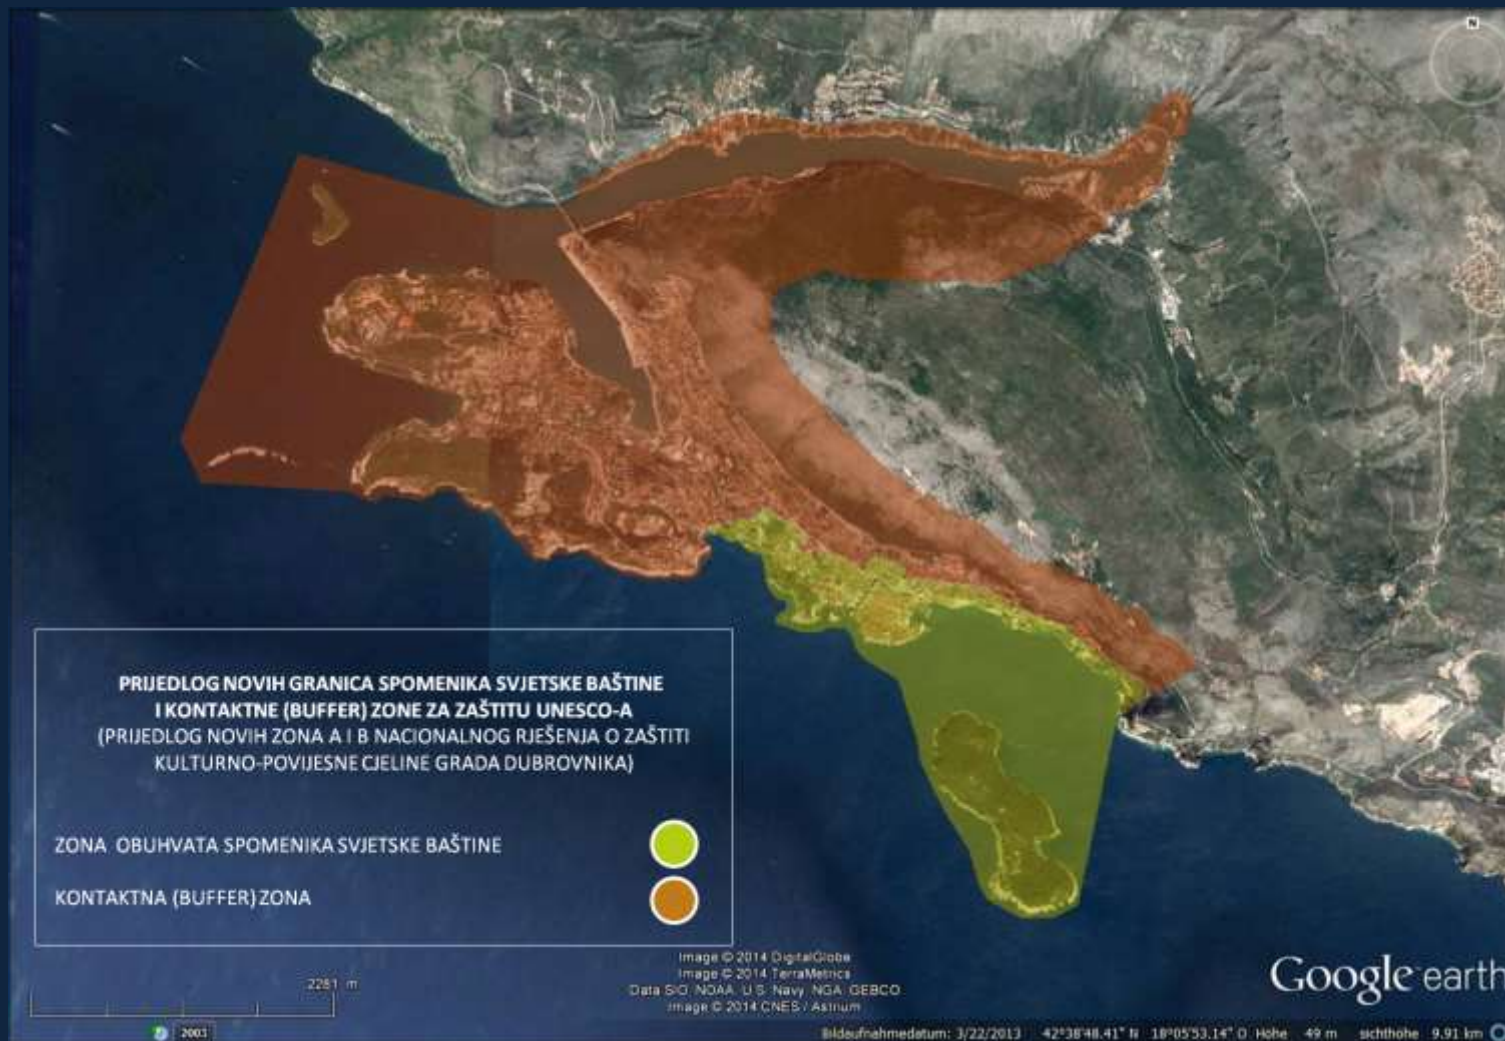 N
PRIJEDLOG NOVIH GRANICA SPOMENIKA SVJETSKE BAŠTINE
I KONTAKTNE (BUFFER) ZONE ZA ZAŠTITU UNESCO-A
(PRIJEDLOG NOVIH ZONA A I B NACIONALNOG RJEŠENJA O ZAŠTITI
KULTURNO-POVIJESNE CJELINE GRADA DUBROVNIKA)
ZONA OBUHVATA SPOMENIKA SVJETSKE BAŠTINE
KONTAKTNA (BUFFER) ZONA
2281 m
Image © 2014 DigitalGlobe
Image © 2014 TerraMetrics
Data SIO, NOAA, U.S. Navy, NGA, GEBCO
Image © 2014 CNES / Astrium
Google earth
2003
Bildaufnahmedatum: 3/22/2013 42°38'48.41" N 18°05'53.14" O Höhe 49 m sichthöhe 9.91 km